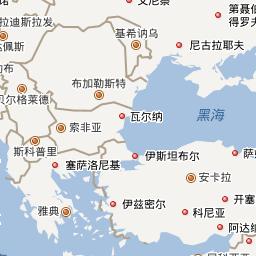 文尼察
第聂伯
得罗夫
拉迪斯拉发
基希讷乌
尼古拉耶夫
达佩斯
布加勒斯特
贝尔格莱德
瓦尔纳
黑海
索非亚
斯科普里
伊斯坦布尔
萨
塞萨洛尼基
安卡拉
雅典
伊兹密尔
开塞
科尼亚
阿达